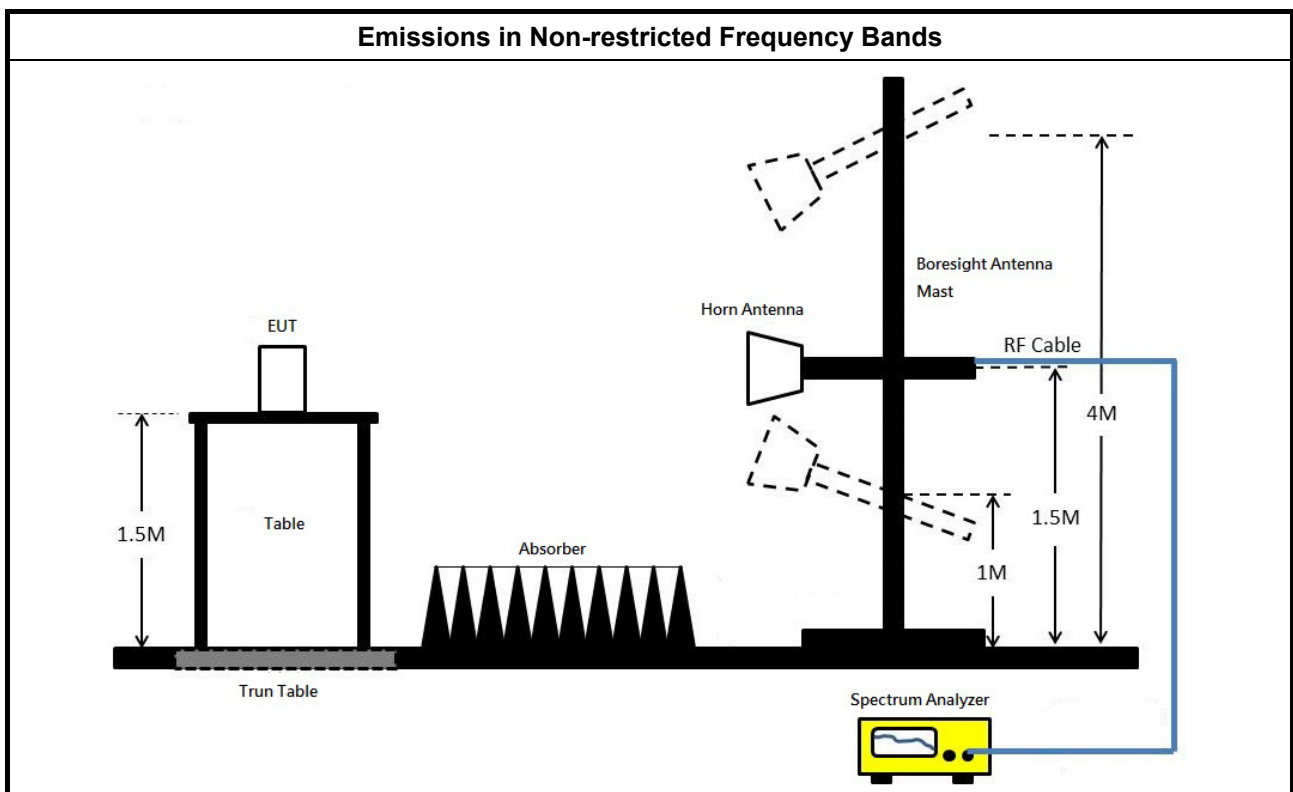 Emissions in Non-restricted Frequency Bands
Boresight Antenna
Mast
Horn Antenna
EUT
RF Cable
4M
1.5M
Table
Absorber
1.5M
1M
Trun Table
Spectrum Analyzer